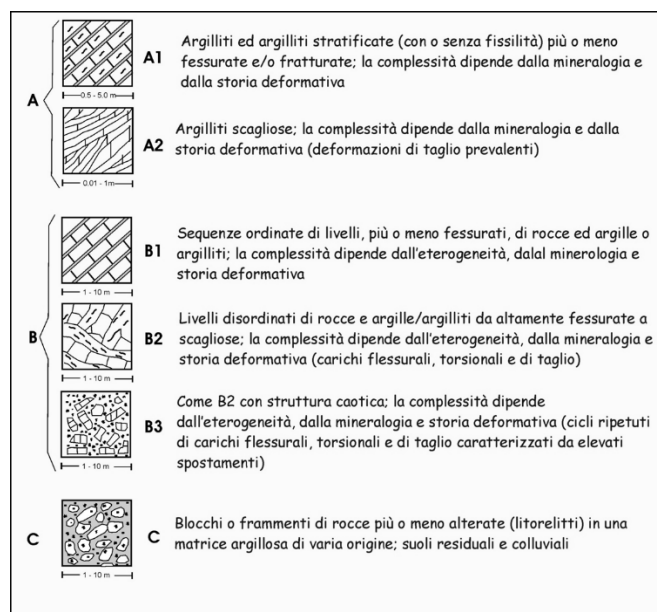 A
A1
Argilliti ed argilliti stratificate (con o senza fissilità) più o meno
fessurate e/o fratturate; la complessità dipende dalla mineralogia e
dalla storia deformativa
0.5 - 5.0 m
A2
Argilliti scagliose; la complessità dipende dalla mineralogia e dalla
storia deformativa (deformazioni di taglio prevalenti)
0.01 - 1m
B
B1
Sequenze ordinate di livelli, più o meno fessurati, di rocce ed argille o
argilliti; la complessità dipende dall'eterogeneità, dalal minerologia e
storia deformativa
1 - 10 m
B2
Livelli disordinati di rocce e argille/argilliti da altamente fessurate a
scagliose; la complessità dipende dall'eterogeneità, dalla mineralogia e
storia deformativa (carichi flessurali, torsionali e di taglio)
1 - 10 m
B3
Come B2 con struttura caotica; la complessità dipende
dall'eterogeneità, dalla mineralogia e storia deformativa (cicli ripetuti
di carichi flessurali, torsionali e di taglio caratterizzati da elevati
spostamenti)
1 - 10 m
C
C
Blocchi o frammenti di rocce più o meno alterate (litorelitti) in una
matrice argillosa di varia origine; suoli residuali e colluviali
1 - 10 m